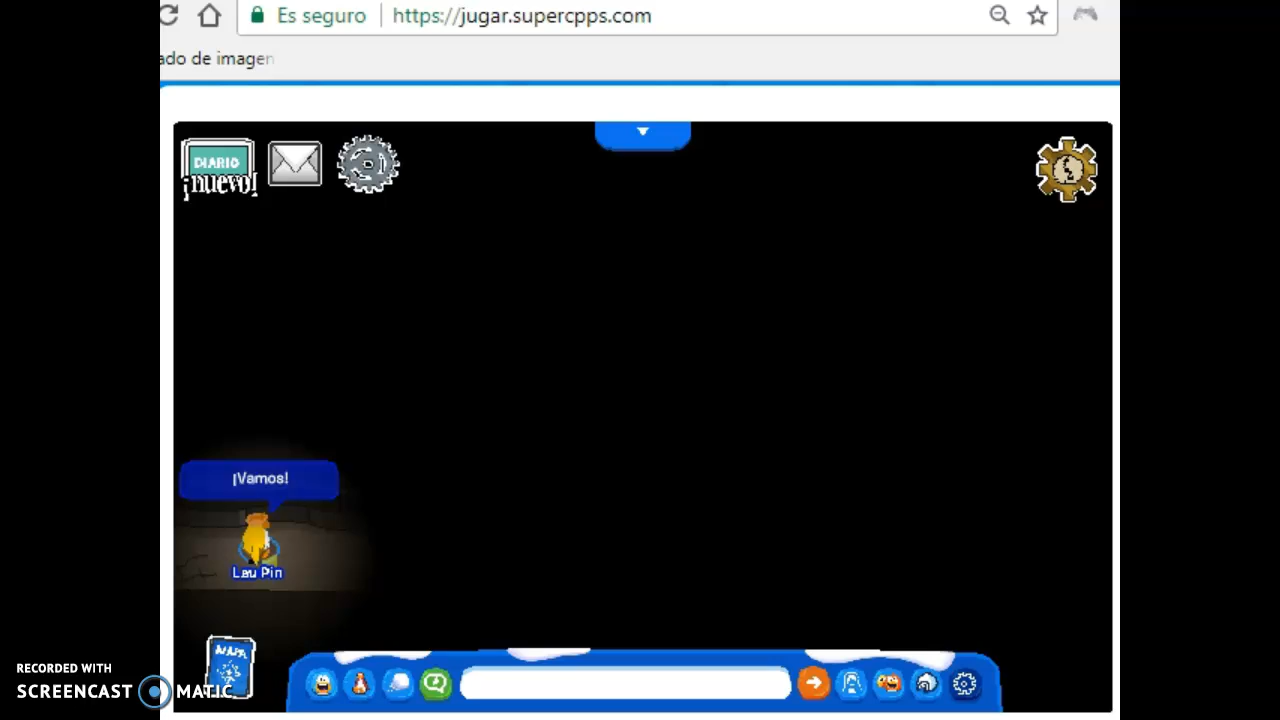 Es seguro
https://jugar.supercpps.com
ado de imagen
DIARIO
¡nuevo!
¡Vamos!
Lau Pin
MAPA
RECORDED WITH
SCREENCAST MATIC